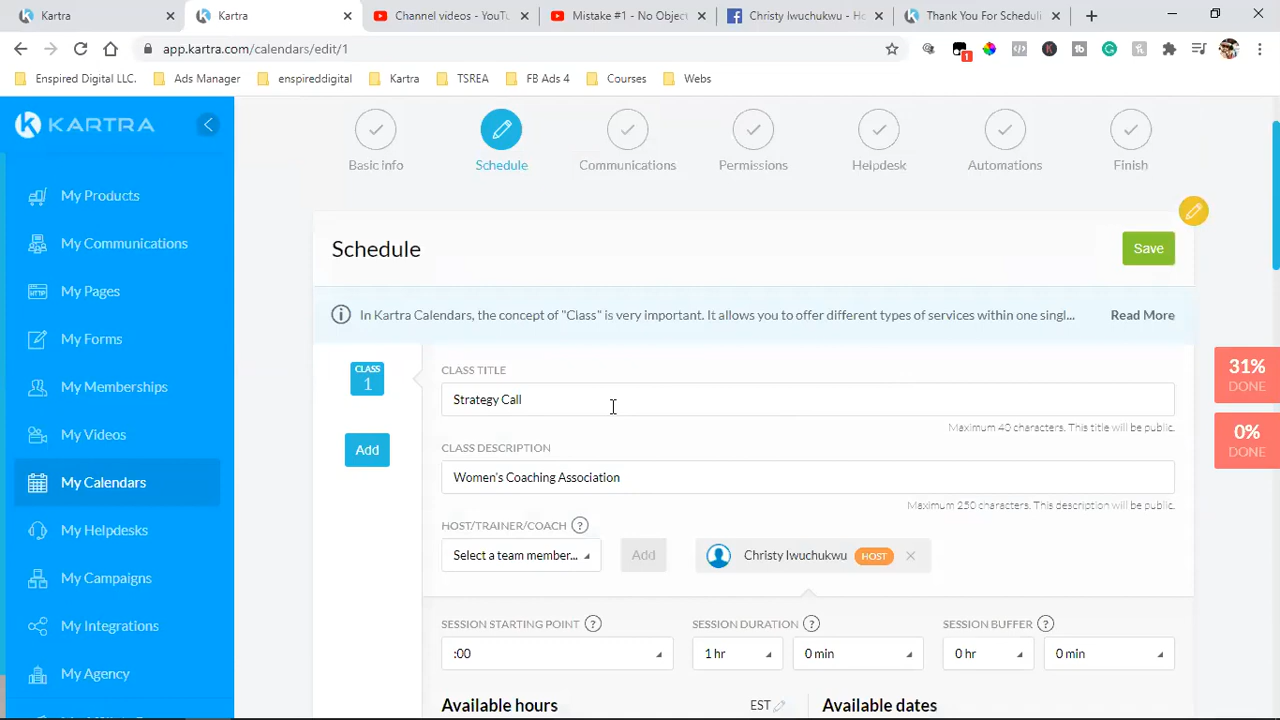 Kartra
Kartra
Channel videos - YouTu
Mistake #1 - No Object
Christy Iwuchukwu - Ho
Thank You For Scheduli
app.kartra.com/calendars/edit/1
1
Enspired Digital LLC.
Ads Manager
enspireddigital
Kartra
TSREA
FB Ads 4
Courses
Webs
KARTRA
My Products
My Communications
My Pages
My Forms
My Memberships
My Videos
My Calendars
My Helpdesks
My Campaigns
My Integrations
My Agency
Basic info
Schedule
Communications
Permissions
Helpdesk
Automations
Finish
Schedule
Save
In Kartra Calendars, the concept of "Class" is very important. It allows you to offer different types of services within one singl...
Read More
CLASS
1
Add
CLASS TITLE
Strategy Call
Maximum 40 characters. This title will be public.
CLASS DESCRIPTION
Women's Coaching Association
Maximum 250 characters. This description will be public.
HOST/TRAINER/COACH
Select a team member...
Add
Christy Iwuchukwu
HOST
SESSION STARTING POINT
SESSION DURATION
SESSION BUFFER
:00
1 hr
0 min
0 hr
0 min
Available hours
EST
Available dates
31%
DONE
0%
DONE